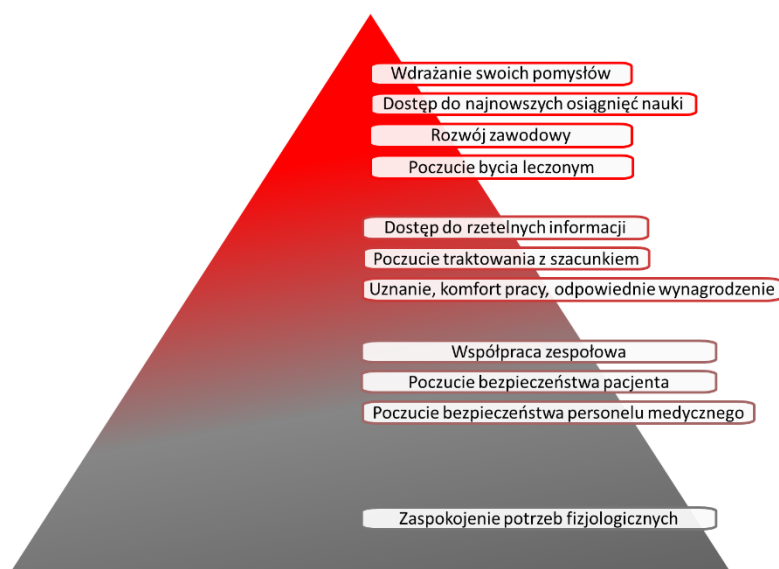 Wdrażanie swoich pomysłów
Dostęp do najnowszych osiągnięć nauki
Rozwój zawodowy
Poczucie bycia leczonym
Dostęp do rzetelnych informacji
Poczucie traktowania z szacunkiem
Uznanie, komfort pracy, odpowiednie wynagrodzenie
Współpraca zespołowa
Poczucie bezpieczeństwa pacjenta
Poczucie bezpieczeństwa personelu medycznego
Zaspokojenie potrzeb fizjologicznych